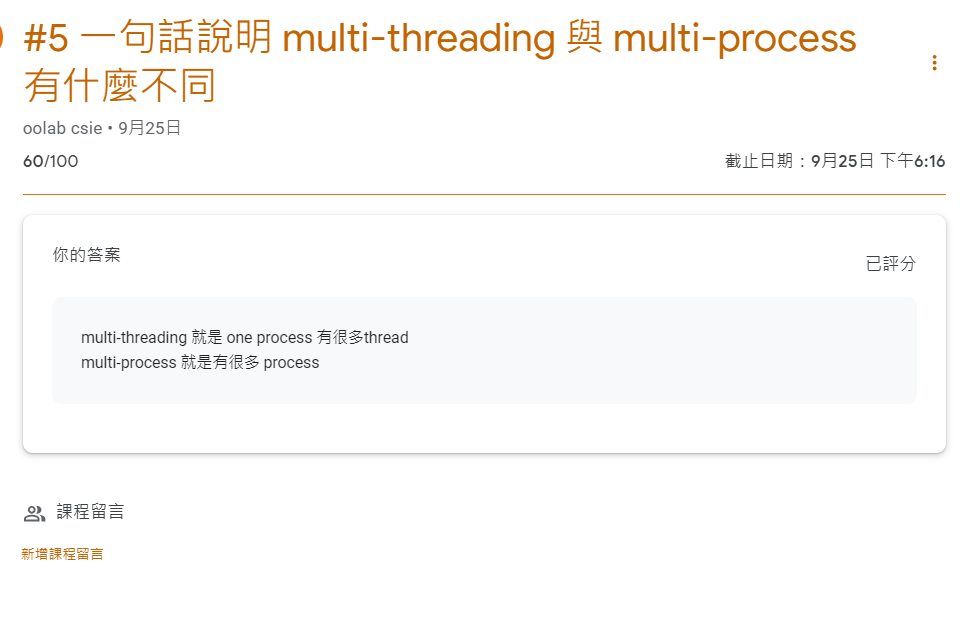 #5 一句話說明 multi-threading 與 multi-process
有什麼不同
oolab csie • 9月25日
60/100
截止日期：9月25日 下午6:16
你的答案
已評分
multi-threading 就是 one process 有很多thread
multi-process 就是有很多 process
課程留言
新增課程留言